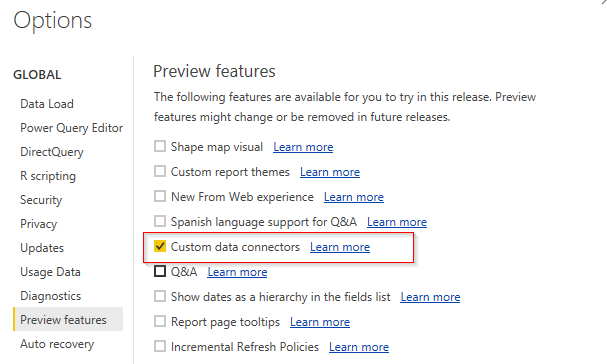 Options
GLOBAL
Data Load
Power Query Editor
DirectQuery
R scripting
Security
Privacy
Updates
Usage Data
Diagnostics
Preview features
Auto recovery
Preview features
The following features are available for you to try in this release. Preview
features might change or be removed in future releases.
Shape map visual Learn more
Custom report themes Learn more
New From Web experience Learn more
Spanish language support for Q&A Learn more
Custom data connectors Learn more
Q&A Learn more
Show dates as a hierarchy in the fields list Learn more
Report page tooltips Learn more
Incremental Refresh Policies Learn more